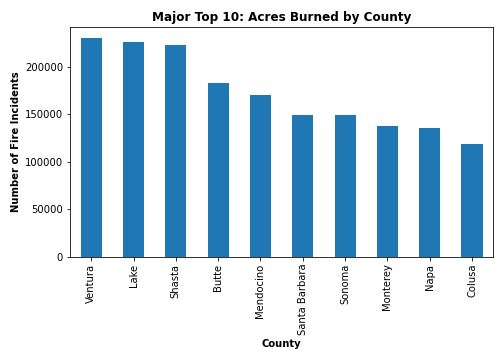 Major Top 10: Acres Burned by County
Number of Fire Incidents
200000
150000
100000
50000
0
Ventura
Lake
Shasta
Butte
Mendocino
Santa Barbara
Sonoma
Monterey
Napa
Colusa
County